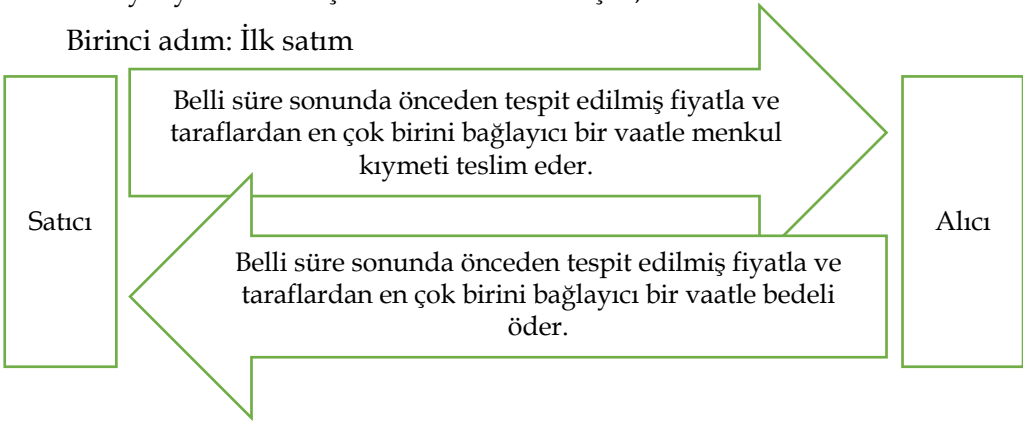 Birinci adım: İlk satım
Belli süre sonunda önceden tespit edilmiş fiyatla ve
taraflardan en çok birini bağlayıcı bir vaatle menkul
kıymeti teslim eder.
Satıcı
Alıcı
Belli süre sonunda önceden tespit edilmiş fiyatla ve
taraflardan en çok birini bağlayıcı bir vaatle bedeli
öder.